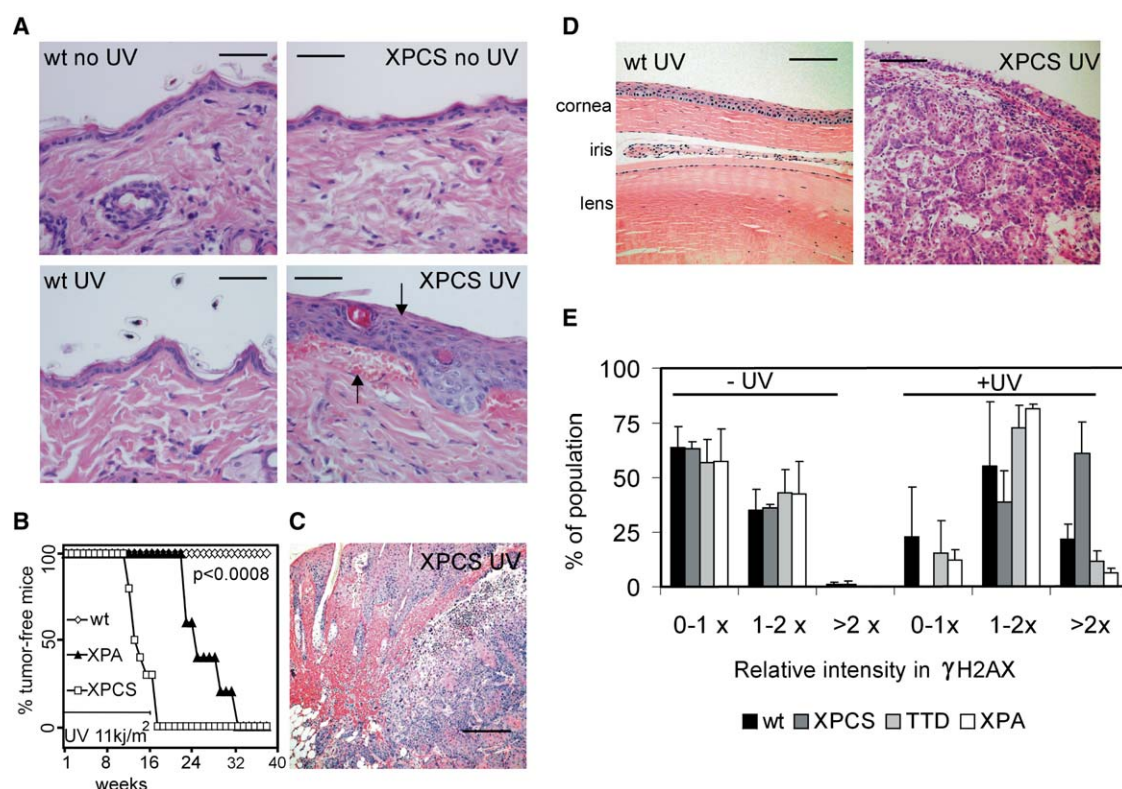 A
wt no UV
XPCS no UV
wt UV
XPCS UV
B
% tumor-free mice
100
50
0
p<0.0008
wt
XPA
XPCS
UV 11kj/m2
1 8 16 24 32 40
weeks
C
XPCS UV
D
wt UV
XPCS UV
cornea
iris
lens
E
% of population
100
75
50
25
0
- UV
+UV
0-1 x 1-2 x >2 x 0-1x 1-2x >2x
Relative intensity in γH2AX
wt XPCS TTD XPA